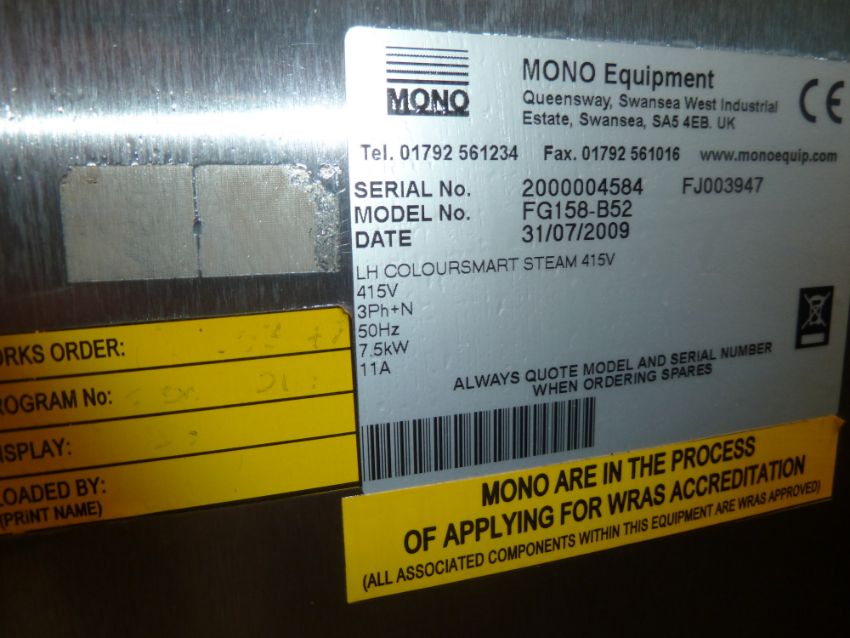 MONO
MONO Equipment
Queensway, Swansea West Industrial
Estate, Swansea, SA5 4EB. UK
CE
Tel. 01792 561234 Fax. 01792 561016 www.monoequip.com
SERIAL No. 2000004584 FJ003947
MODEL No. FG158-B52
DATE 31/07/2009
LH COLOURSMART STEAM 415V
415V
3Ph+N
50Hz
7.5kW
11A
ALWAYS QUOTE MODEL AND SERIAL NUMBER
WHEN ORDERING SPARES
ORKS ORDER:
ROGRAM No:
ISPLAY:
LOADED BY:
(PRINT NAME)
MONO ARE IN THE PROCESS
OF APPLYING FOR WRAS ACCREDITATION
(ALL ASSOCIATED COMPONENTS WITHIN THIS EQUIPMENT ARE WRAS APPROVED)